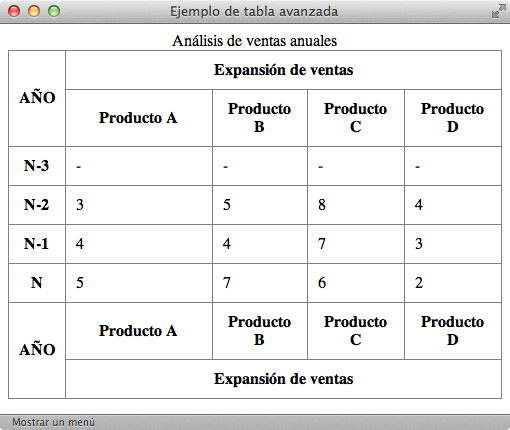 Ejemplo de tabla avanzada
Análisis de ventas anuales
AÑO
Expansión de ventas
Producto A
Producto B
Producto C
Producto D
N-3 - - - -
N-2 3 5 8 4
N-1 4 4 7 3
N 5 7 6 2
AÑO
Producto A
Producto B
Producto C
Producto D
Expansión de ventas
Mostrar un menú